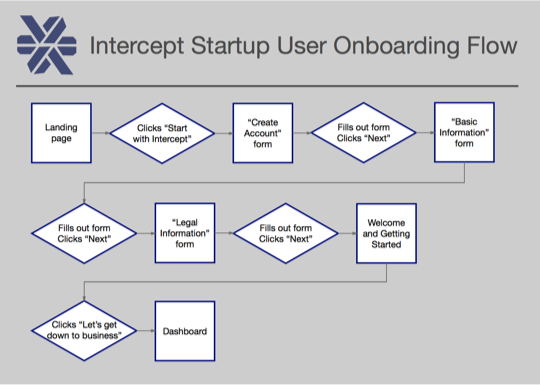 Intercept Startup User Onboarding Flow
Landing
page
Clicks “Start
with Intercept”
“Create
Account”
form
Fills out form
Clicks “Next”
“Basic
Information”
form
Fills out form
Clicks “Next”
“Legal
Information”
form
Fills out form
Clicks “Next”
Welcome
and Getting
Started
Clicks “Let’s get
down to business”
Dashboard